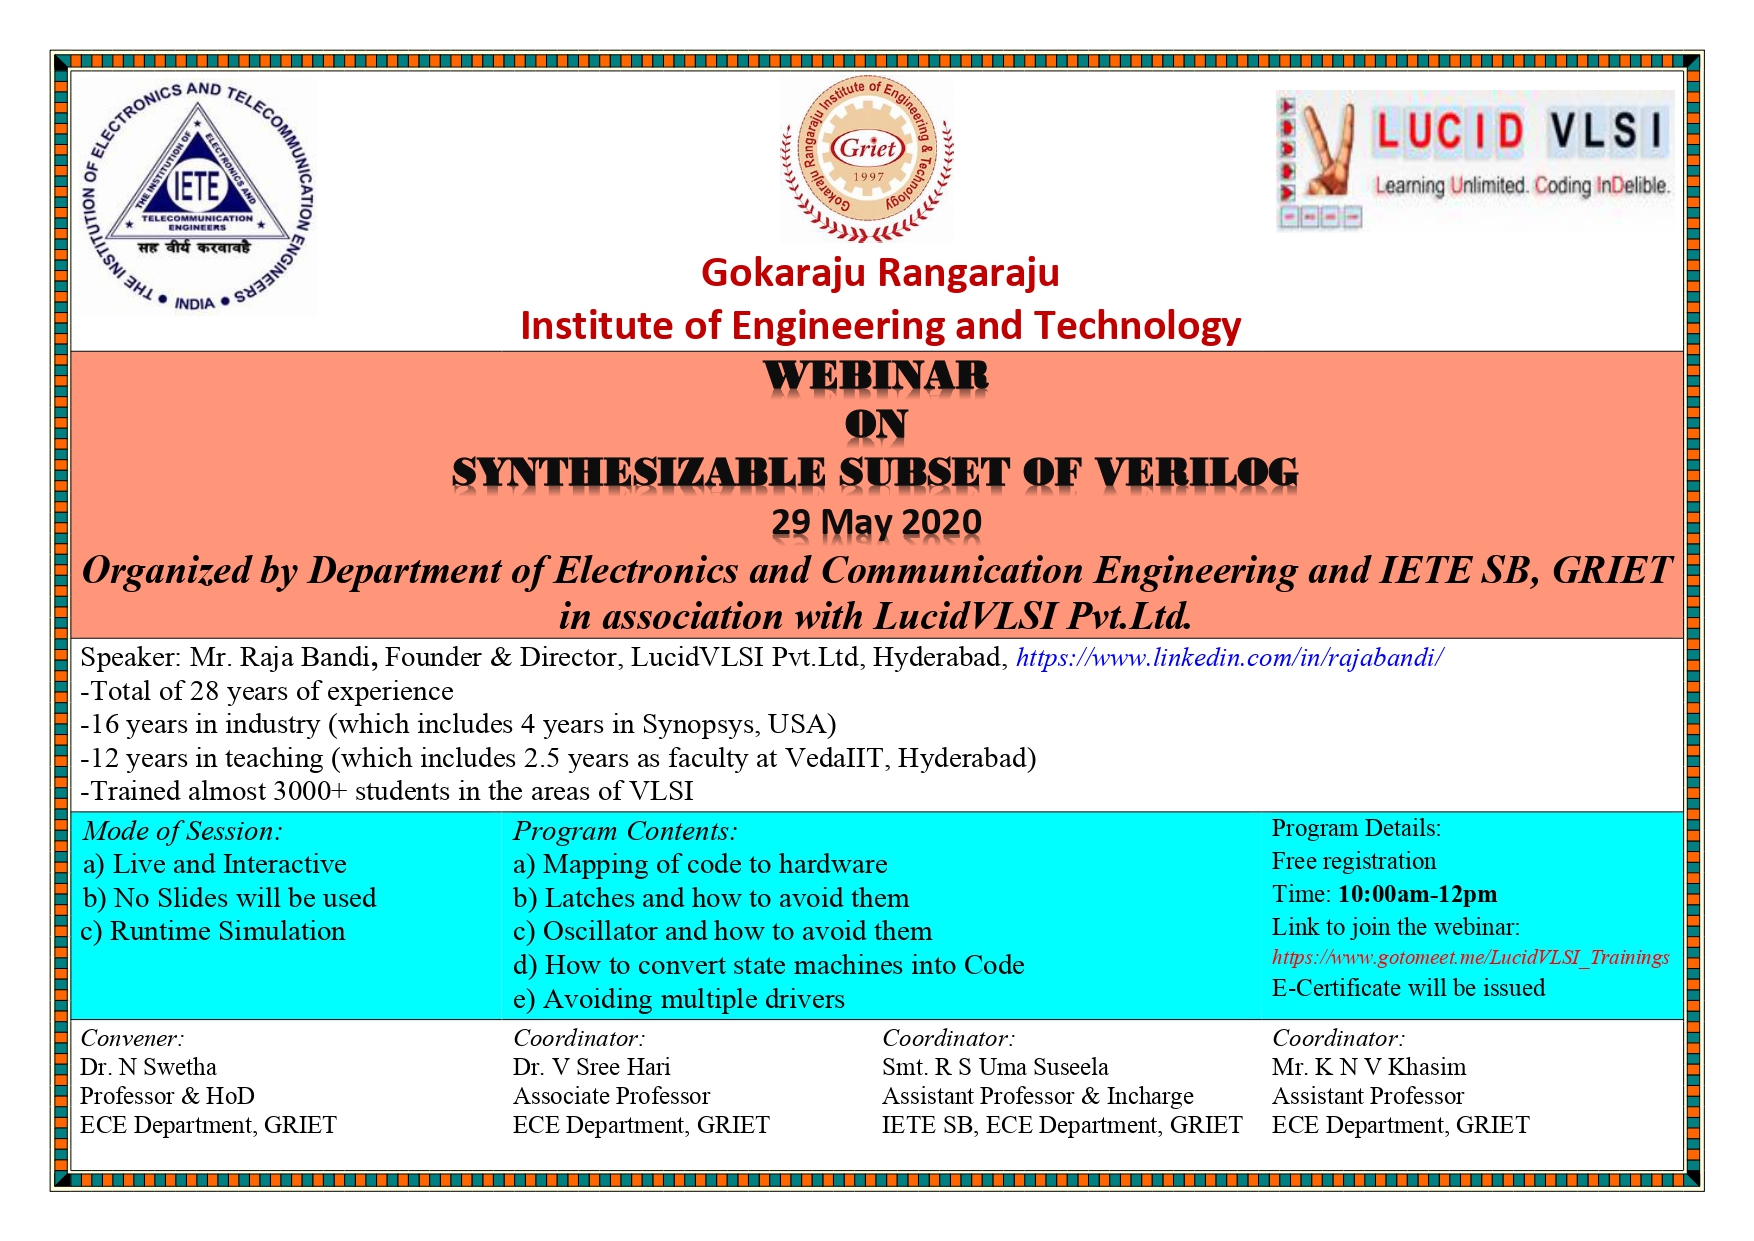 THE INSTITUTION OF ELECTRONICS AND TELECOMMUNICATION ENGINEERS • INDIA •
THE INSTITUTION OF ELECTRONICS AND
IETE
TELECOMMUNICATION
ENGINEERS
सह वीर्य करवावहै
Gokaraju Rangaraju Institute of Engineering & Technology
Griet
1997
LUCID VLSI
Learning Unlimited. Coding InDelible.
Gokaraju Rangaraju
Institute of Engineering and Technology
WEBINAR
ON
SYNTHESIZABLE SUBSET OF VERILOG
29 May 2020
Organized by Department of Electronics and Communication Engineering and IETE SB, GRIET
in association with LucidVLSI Pvt.Ltd.
Speaker: Mr. Raja Bandi, Founder & Director, LucidVLSI Pvt.Ltd, Hyderabad, https://www.linkedin.com/in/rajabandi/
-Total of 28 years of experience
-16 years in industry (which includes 4 years in Synopsys, USA)
-12 years in teaching (which includes 2.5 years as faculty at VedaIIT, Hyderabad)
-Trained almost 3000+ students in the areas of VLSI
Mode of Session:
a) Live and Interactive
b) No Slides will be used
c) Runtime Simulation
Program Contents:
a) Mapping of code to hardware
b) Latches and how to avoid them
c) Oscillator and how to avoid them
d) How to convert state machines into Code
e) Avoiding multiple drivers
Program Details:
Free registration
Time: 10:00am-12pm
Link to join the webinar:
https://www.gotomeet.me/LucidVLSI_Trainings
E-Certificate will be issued
Convener:
Dr. N Swetha
Professor & HoD
ECE Department, GRIET
Coordinator:
Dr. V Sree Hari
Associate Professor
ECE Department, GRIET
Coordinator:
Smt. R S Uma Suseela
Assistant Professor & Incharge
IETE SB, ECE Department, GRIET
Coordinator:
Mr. K N V Khasim
Assistant Professor
ECE Department, GRIET